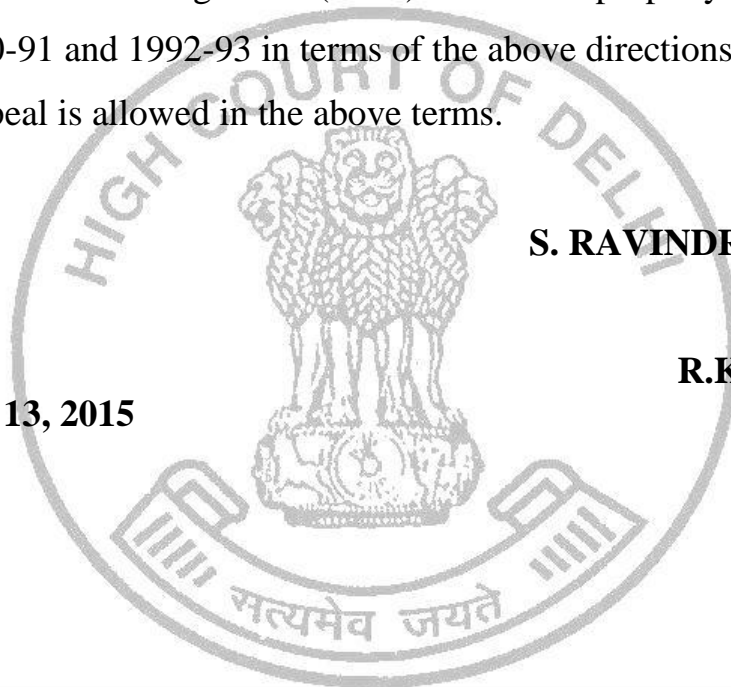 0-91 and 1992-93 in terms of the above directions
peal is allowed in the above terms.
HIGH COURT OF DELHI
S. RAVINDR
R.K
13, 2015
सत्यमेव जयते